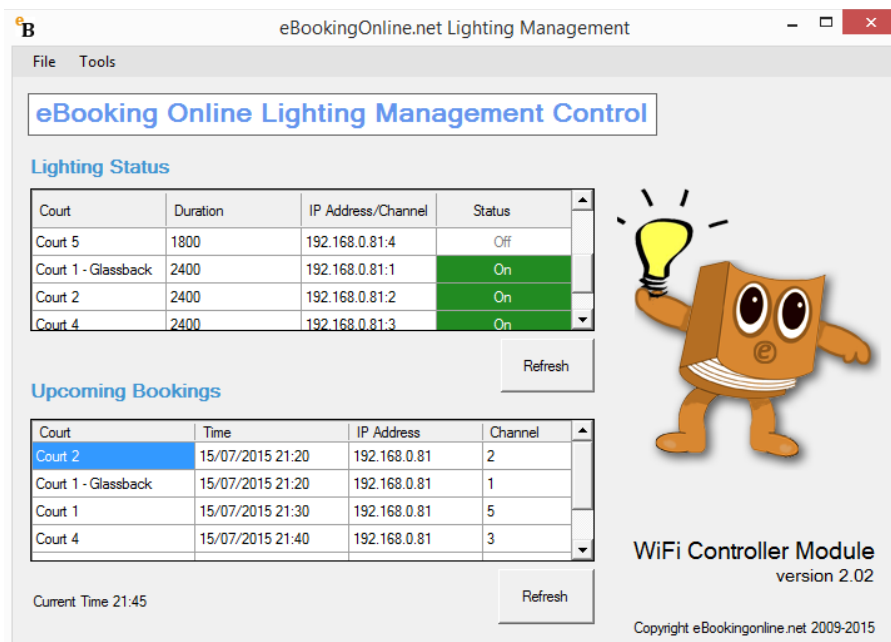 eB
eBookingOnline.net Lighting Management
File Tools
eBooking Online Lighting Management Control
Lighting Status
Court Duration IP Address/Channel Status
Court 5 1800 192.168.0.81:4 Off
Court 1 - Glassback 2400 192.168.0.81:1 On
Court 2 2400 192.168.0.81:2 On
Court 4 2400 192.168.0.81:3 On
Refresh
Upcoming Bookings
Court Time IP Address Channel
Court 2 15/07/2015 21:20 192.168.0.81 2
Court 1 - Glassback 15/07/2015 21:20 192.168.0.81 1
Court 1 15/07/2015 21:30 192.168.0.81 5
Court 4 15/07/2015 21:40 192.168.0.81 3
Refresh
Current Time 21:45
e
WiFi Controller Module
version 2.02
Copyright eBookingonline.net 2009-2015